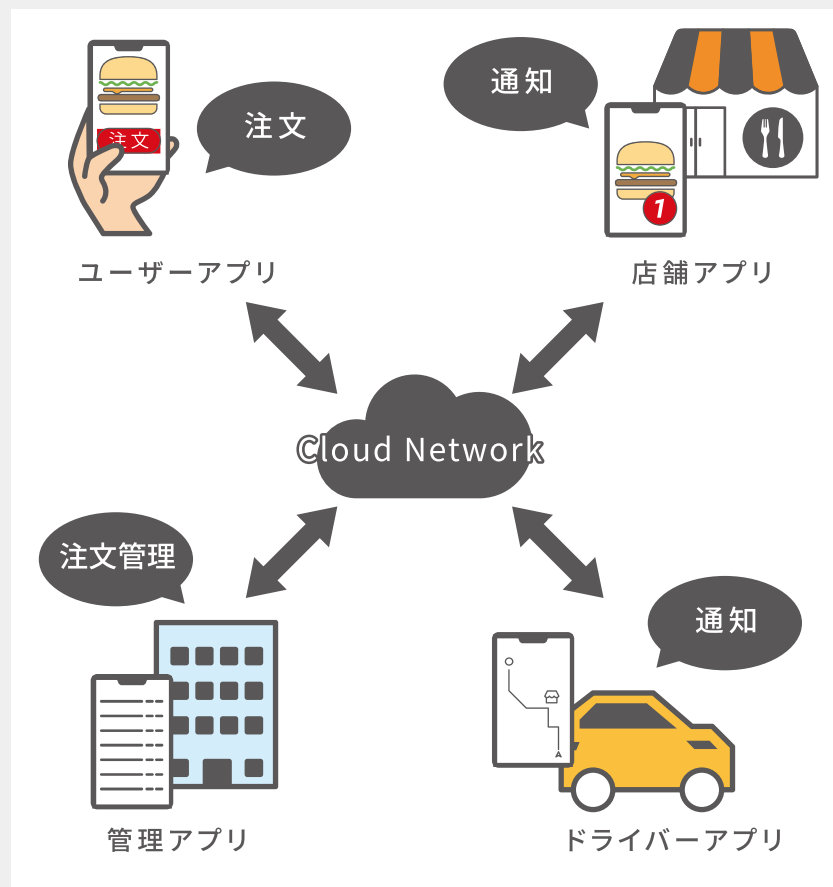 注文
注文
ユーザーアプリ
通知
1
店舗アプリ
Cloud Network
注文管理
管理アプリ
通知
A
ドライバーアプリ